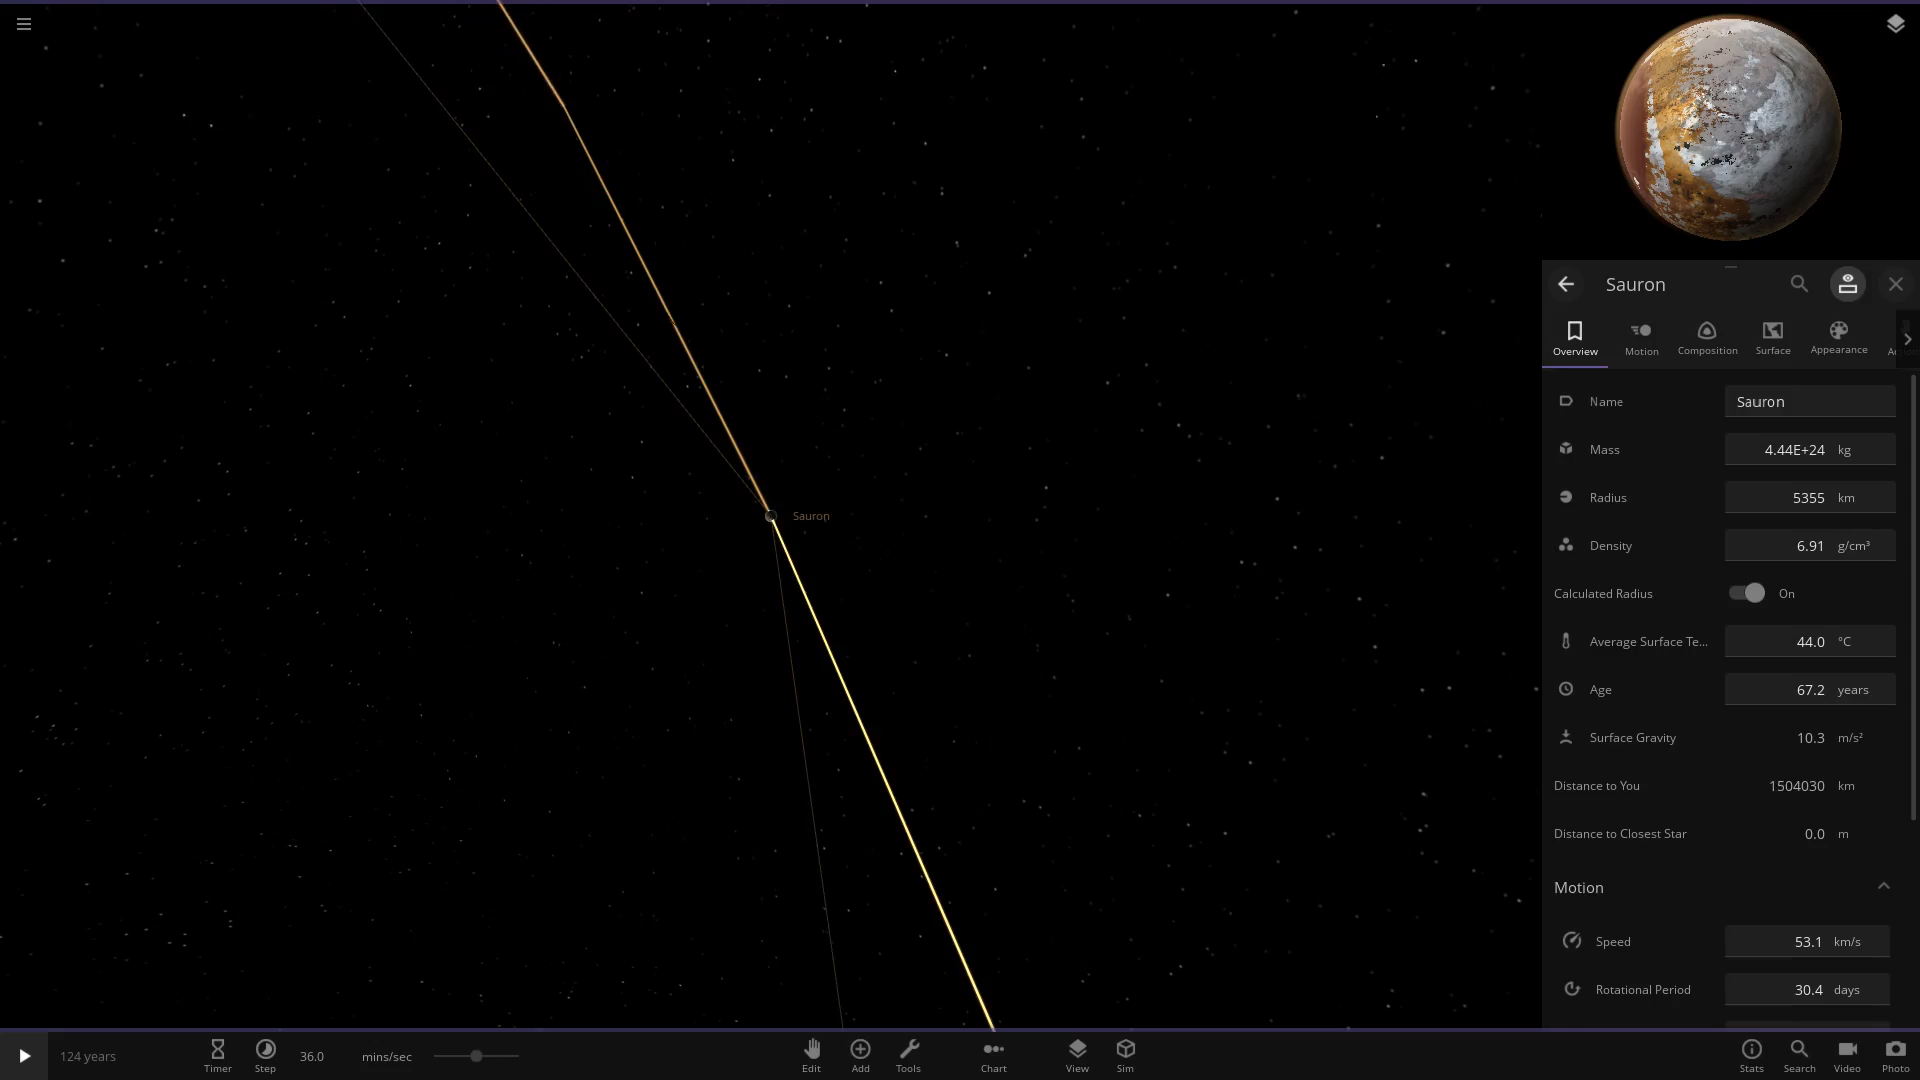 Sauron
Sauron
Overview
Motion
Composition
Surface
Appearance
Name Sauron
Mass 4.44E+24 kg
Radius 5355 km
Density 6.91 g/cm³
Calculated Radius On
Average Surface Te... 44.0 °C
Age 67.2 years
Surface Gravity 10.3 m/s²
Distance to You 1504030 km
Distance to Closest Star 0.0 m
Motion
Speed 53.1 km/s
Rotational Period 30.4 days
124 years
Timer
Step
36.0 mins/sec
Edit
Add
Tools
Chart
View
Sim
Stats
Search
Video
Photo